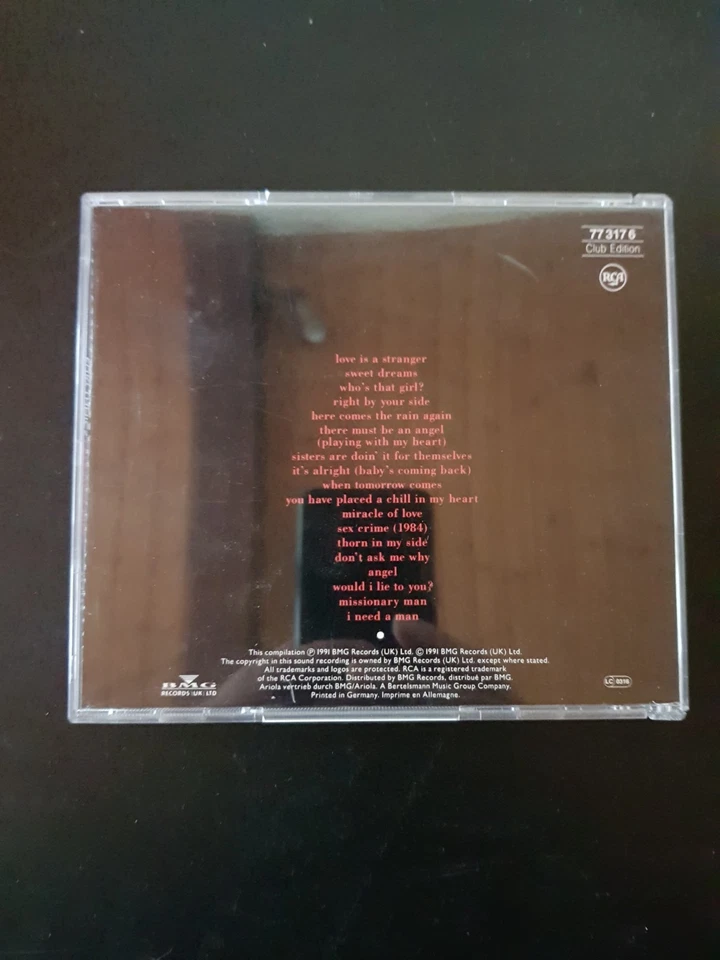 77 317 6
Club Edition
RCA
love is a stranger
sweet dreams
who's that girl?
right by your side
here comes the rain again
there must be an angel
(playing with my heart)
sisters are doin' it for themselves
it's alright (baby's coming back)
when tomorrow comes
you have placed a chill in my heart
miracle of love
sex crime (1984)
thorn in my side
don't ask me why
angel
would i lie to you?
missionary man
i need a man
This compilation ℗ 1991 BMG Records (UK) Ltd. © 1991 BMG Records (UK) Ltd.
The copyright in this sound recording is owned by BMG Records (UK) Ltd. except where stated.
All trademarks and logos are protected. RCA is a registered trademark
of the RCA Corporation. Distributed by BMG Records, distribué par BMG.
Ariola vertrieb durch BMG/Ariola. A Bertelsmann Music Group Company.
Printed in Germany. Imprime en Allemagne.
BMG
RECORDS (UK) LTD
LC 0316